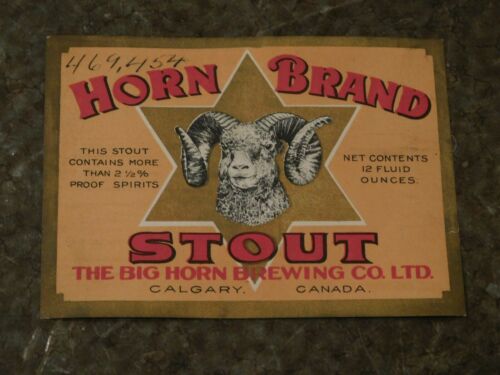 469,454
HORN BRAND
THIS STOUT
CONTAINS MORE
THAN 2 1/2 %
PROOF SPIRITS
NET CONTENTS
12 FLUID
OUNCES.
STOUT
THE BIG HORN BREWING CO. LTD.
CALGARY. CANADA.